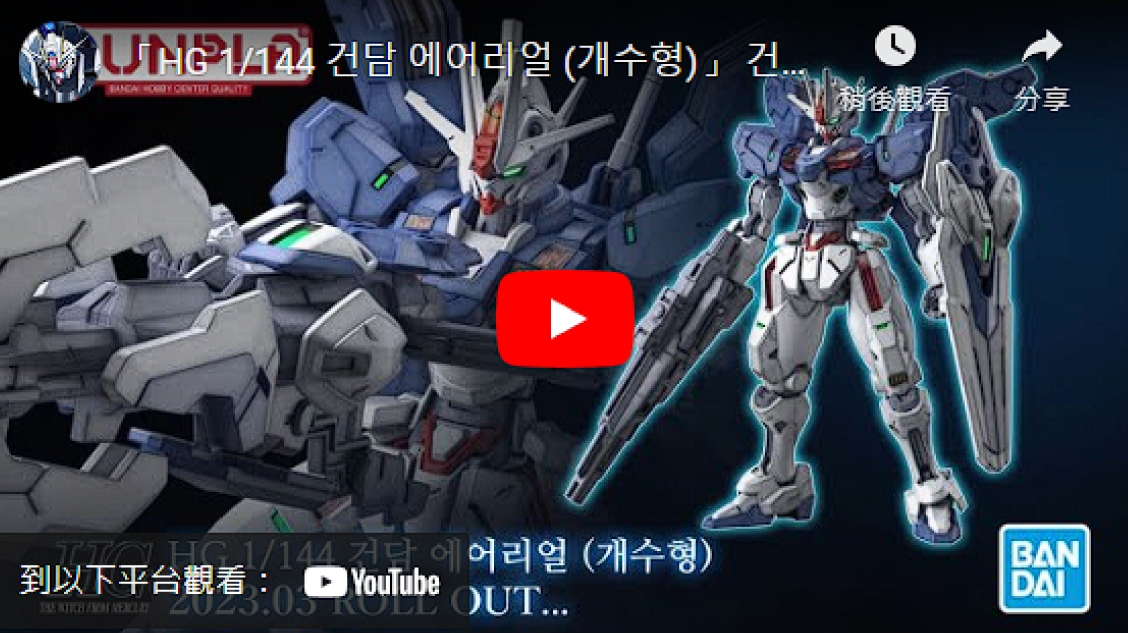 GUNPLA
BANDAI HOBBY CENTER QUALITY
「HG 1/144 건담 에어리얼 (개수형)」 건...
稍後觀看
分享
HG
THE WITCH FROM MERCURY
HG 1/144 건담 에어리얼 (개수형)
2023.03 ROLL OUT...
到以下平台觀看：
YouTube
BAN
DAI